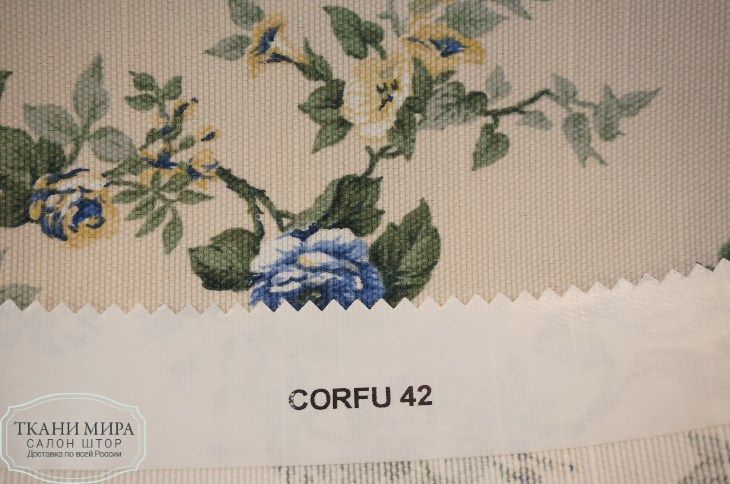 CORFU 42
ТКАНИ МИРА
САЛОН ШТОР
Доставка по всей России